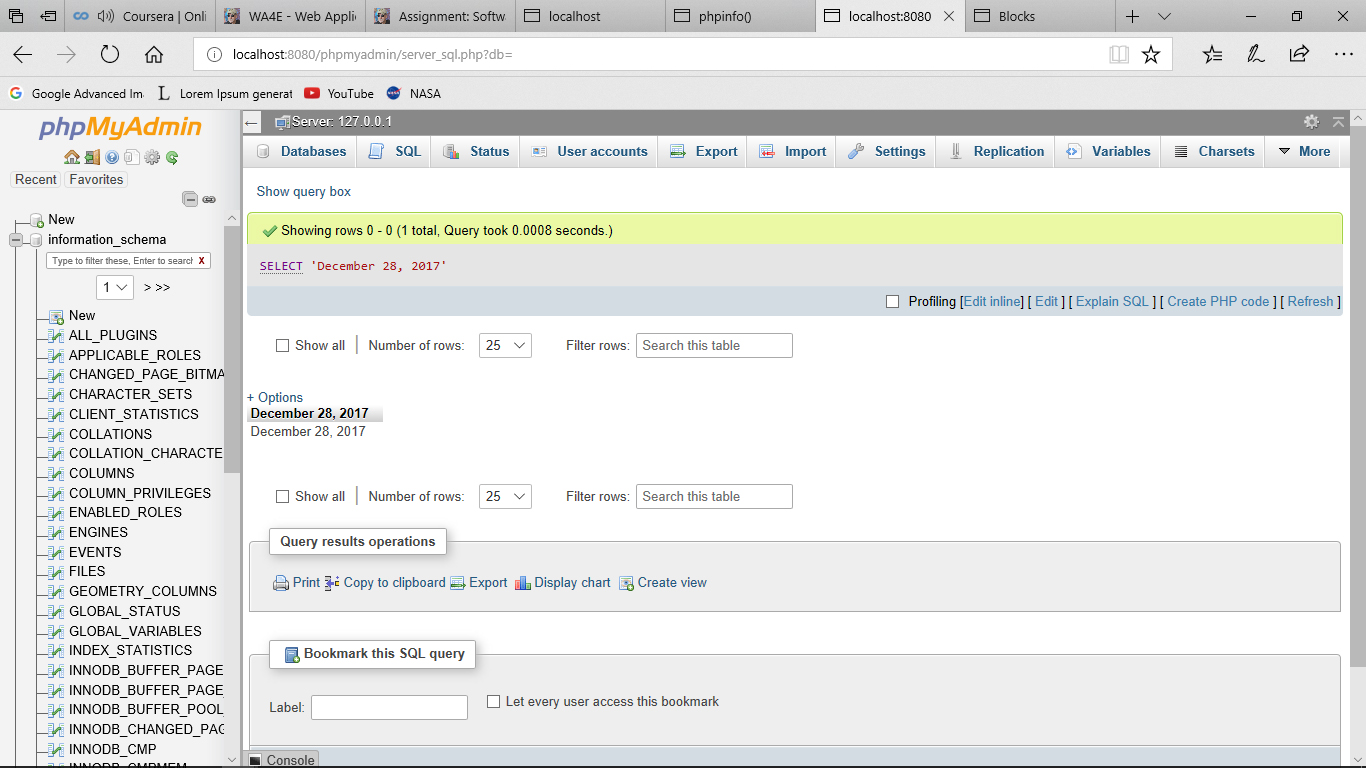 Coursera | Onli
WA4E - Web Appli
Assignment: Softw
localhost
phpinfo()
localhost:8080
Blocks
localhost:8080/phpmyadmin/server_sql.php?db=
Google Advanced Im
Lorem Ipsum generat
YouTube
NASA
phpMyAdmin
Recent
Favorites
New
information_schema
Type to filter these, Enter to search X
1 > >>
New
ALL_PLUGINS
APPLICABLE_ROLES
CHANGED_PAGE_BITMA
CHARACTER_SETS
CLIENT_STATISTICS
COLLATIONS
COLLATION_CHARACTE
COLUMNS
COLUMN_PRIVILEGES
ENABLED_ROLES
ENGINES
EVENTS
FILES
GEOMETRY_COLUMNS
GLOBAL_STATUS
GLOBAL_VARIABLES
INDEX_STATISTICS
INNODB_BUFFER_PAGE
INNODB_BUFFER_PAGE_
INNODB_BUFFER_POOL_
INNODB_CHANGED_PAG
INNODB_CMP
INNODB_CMPMEM
Server: 127.0.0.1
Databases
SQL
Status
User accounts
Export
Import
Settings
Replication
Variables
Charsets
More
Show query box
Showing rows 0 - 0 (1 total, Query took 0.0008 seconds.)
SELECT 'December 28, 2017'
Profiling [Edit inline] [ Edit ] [ Explain SQL ] [ Create PHP code ] [ Refresh ]
Show all | Number of rows: 25 Filter rows: Search this table
+ Options
December 28, 2017
December 28, 2017
Show all | Number of rows: 25 Filter rows: Search this table
Query results operations
Print Copy to clipboard Export Display chart Create view
Bookmark this SQL query
Label: Let every user access this bookmark
Console